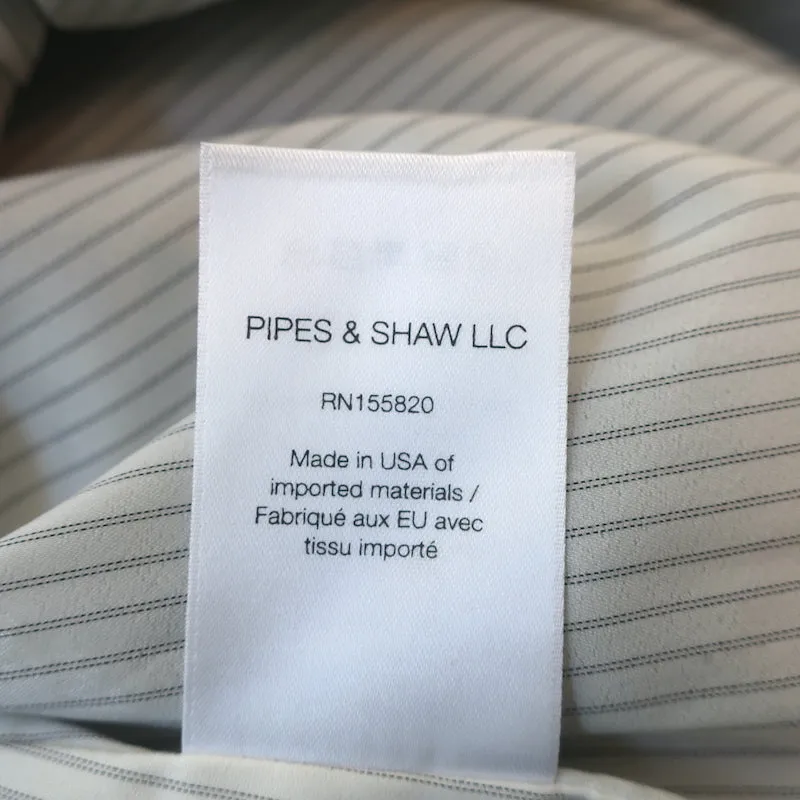 PIPES & SHAW LLC
RN155820
Made in USA of
imported materials /
Fabriqué aux EU avec
tissu importé